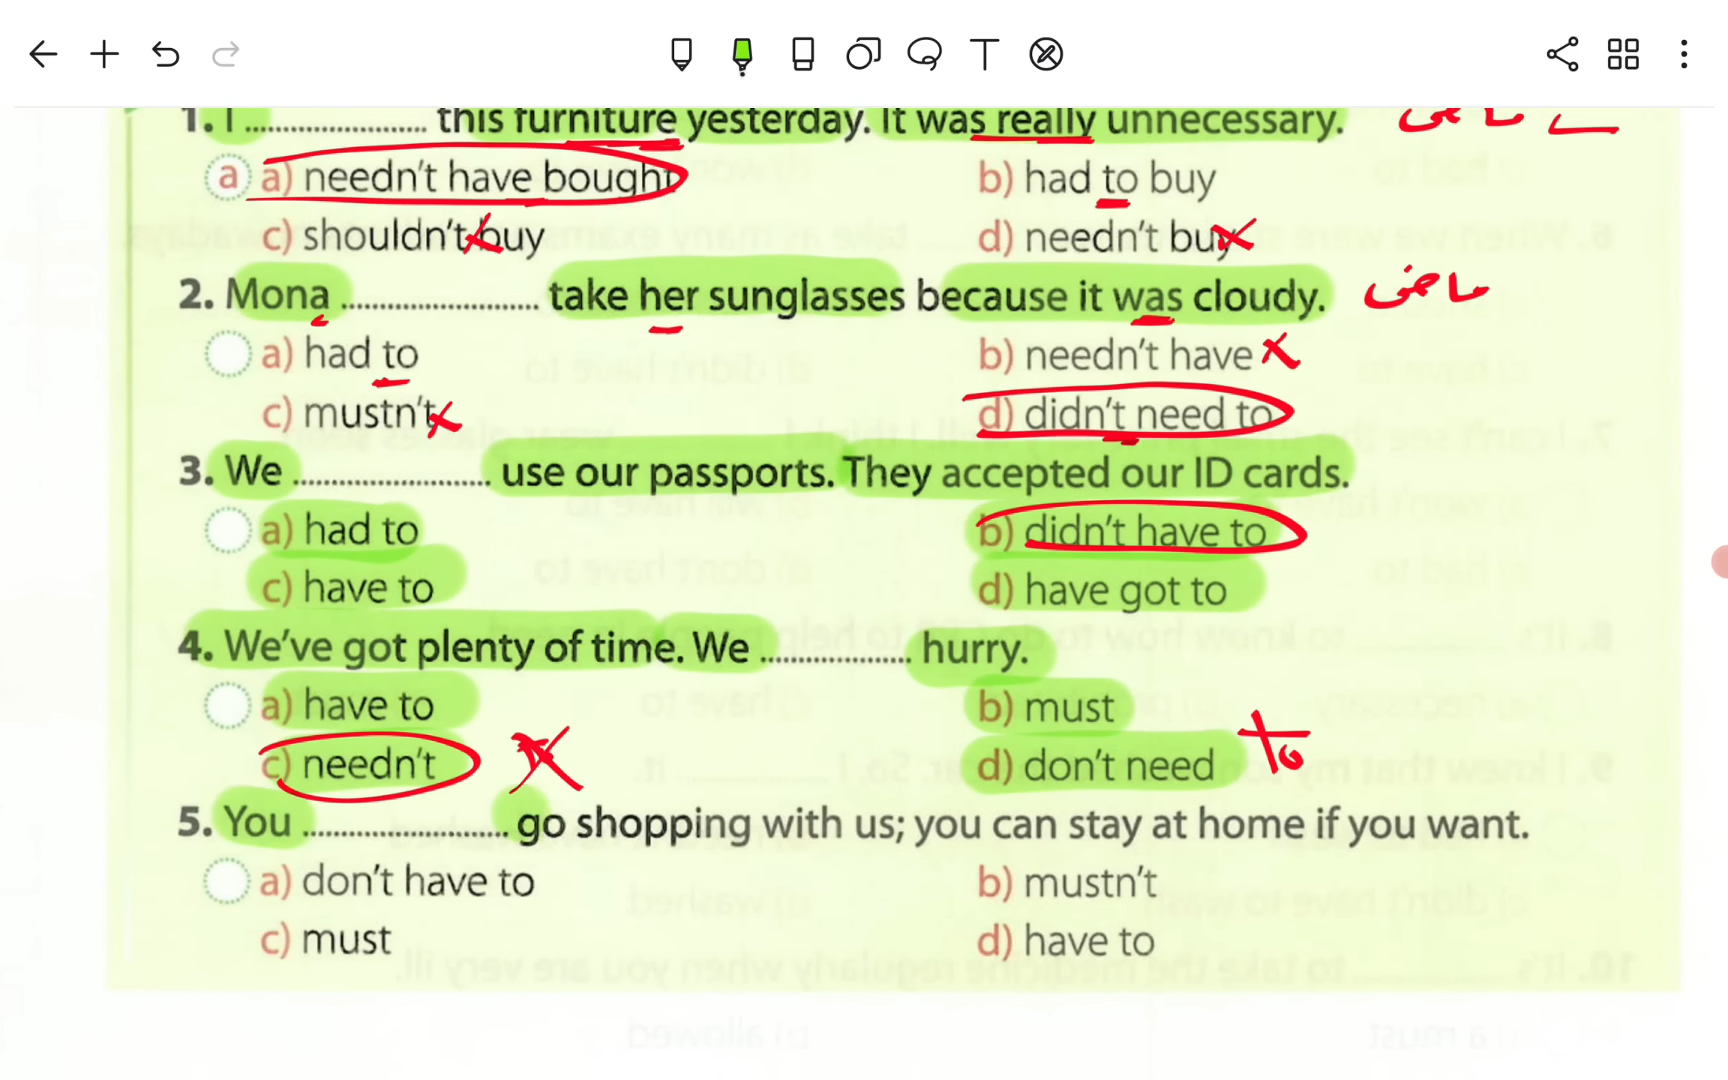 1. I .................... this furniture yesterday. It was really unnecessary.
a a) needn't have bought b) had to buy
c) shouldn't buy d) needn't buy
2. Mona .................... take her sunglasses because it was cloudy. ماضى
a) had to b) needn't have
c) mustn't d) didn't need to
3. We .................... use our passports. They accepted our ID cards.
a) had to b) didn't have to
c) have to d) have got to
4. We've got plenty of time. We ................ hurry.
a) have to b) must
c) needn't d) don't need to
5. You .................... go shopping with us; you can stay at home if you want.
a) don't have to b) mustn't
c) must d) have to